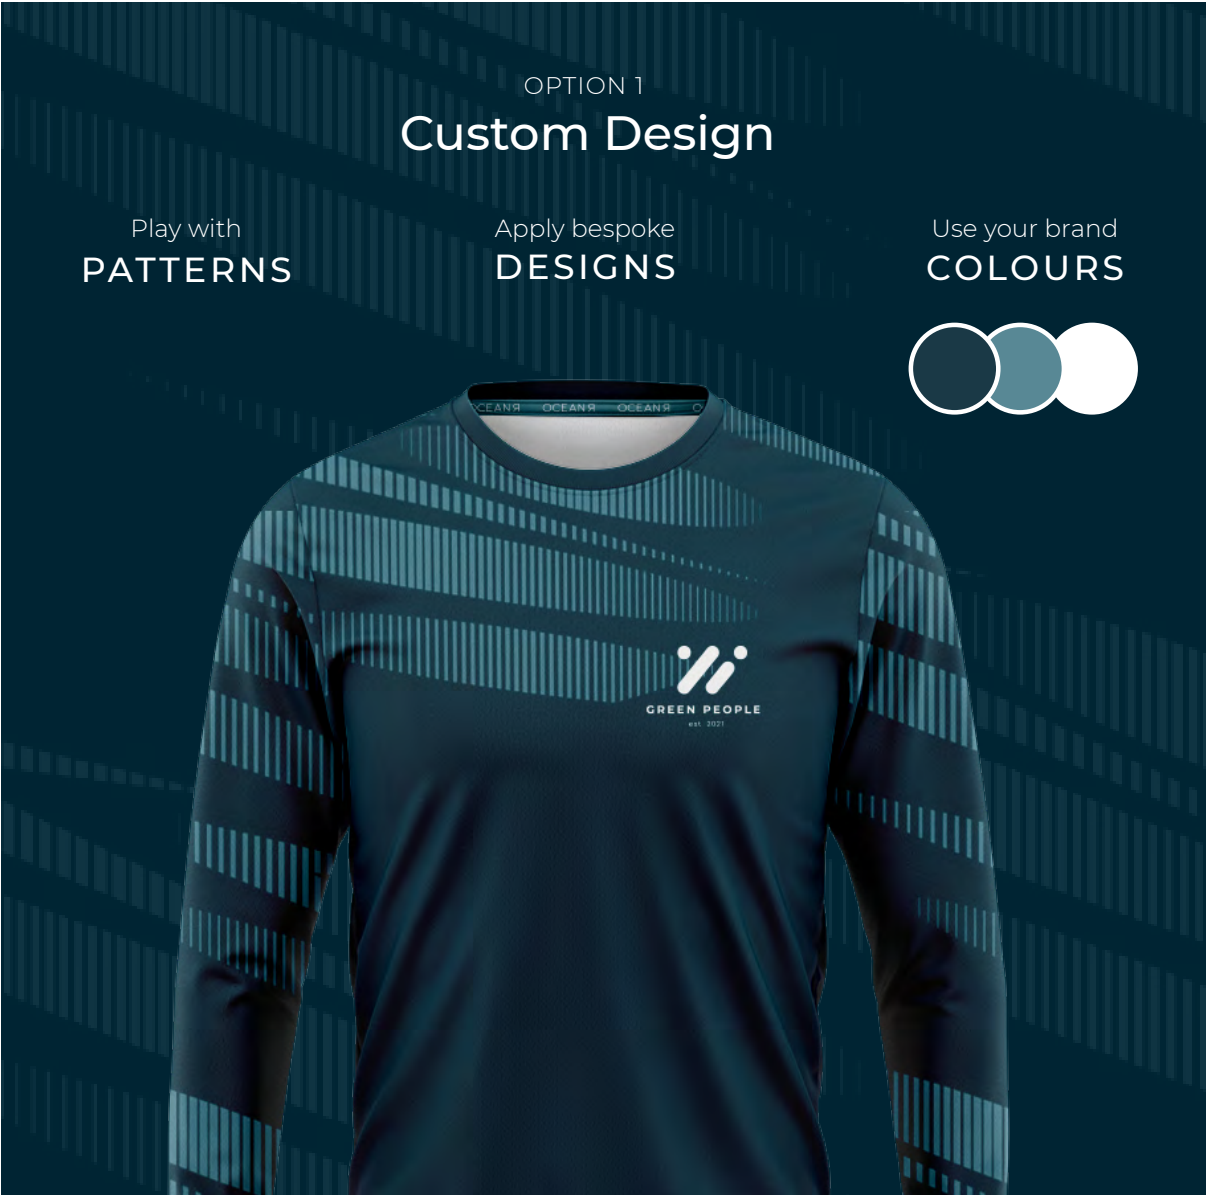 OPTION 1
Custom Design
Play with
PATTERNS
Apply bespoke
DESIGNS
Use your brand
COLOURS
CEANЯ OCEANЯ OCEANЯ O
GREEN PEOPLE
est. 2021